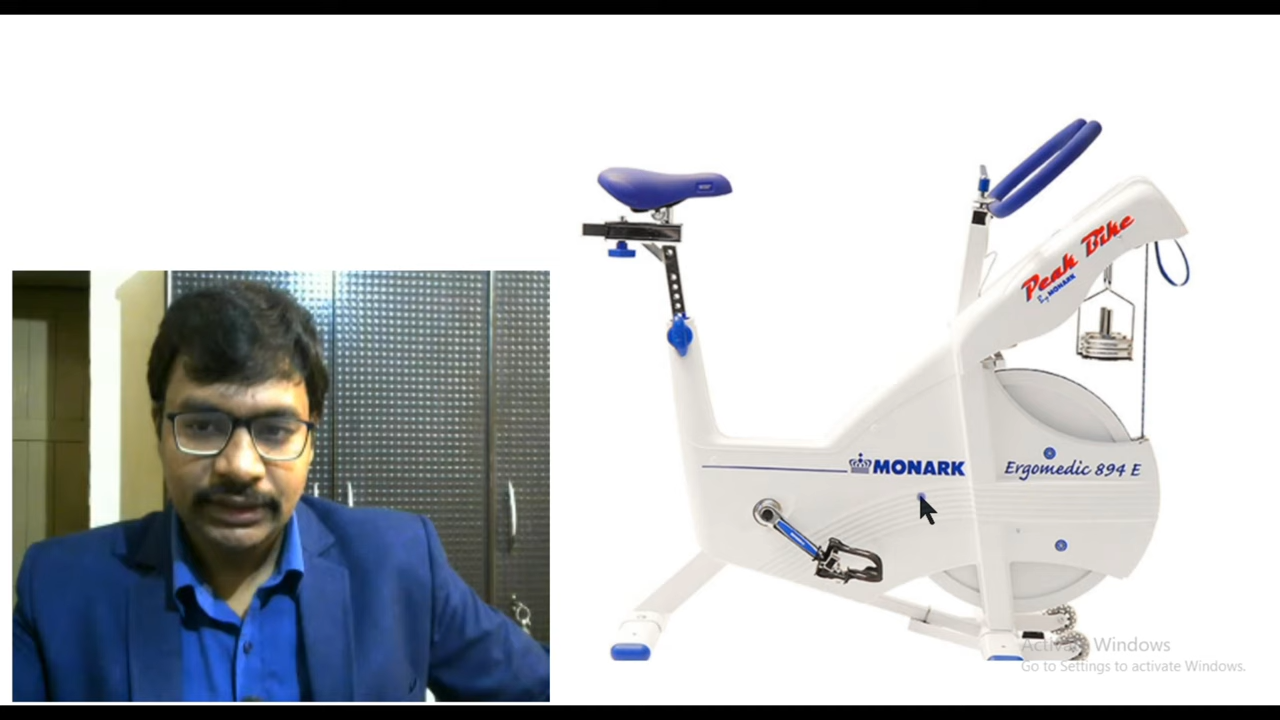 Peak Bike
By MONARK
MONARK
Ergomedic 894 E
Activate Windows
Go to Settings to activate Windows.